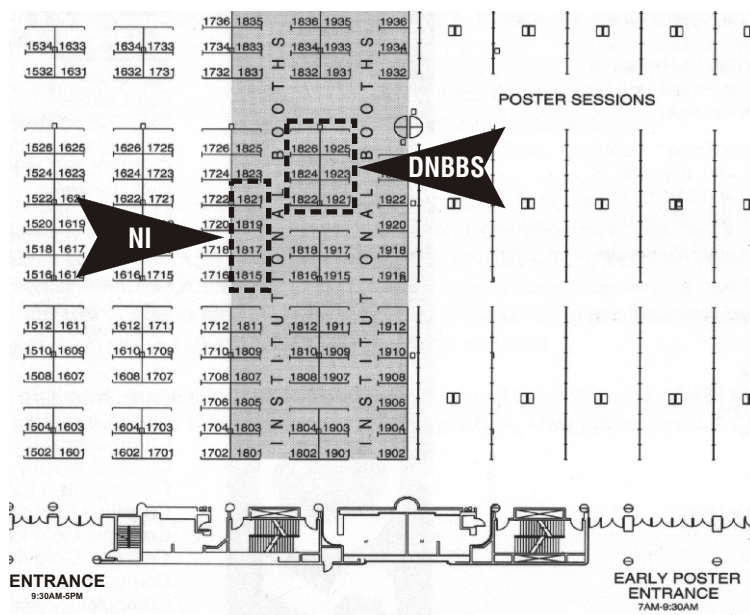 1736 1835 1836 1935 1936
1534 1633 1634 1733 1734 1833 1834 1933 1934
1532 1631 1632 1731 1732 1831 1832 1931 1932
POSTER SESSIONS
INSTITUTIONAL BOOTHS
INSTITUTIONAL BOOTHS
1526 1625 1626 1725 1726 1825 1826 1925
1524 1623 1624 1723 1724 1823 1824 1923
DNBBS
1522 1621 1622 1721 1722 1821 1822 1921 1922
1520 1619 1720 1819
NI
1518 1617 1718 1817 1818 1917 1918
1516 1616 1715 1716 1815 1816 1915 1916
1512 1611 1612 1711 1712 1811 1812 1911 1912
1510 1609 1610 1709 1710 1809 1810 1909 1910
1508 1607 1608 1707 1708 1807 1808 1907 1908
1706 1805 1906
1504 1603 1604 1703 1704 1803 1804 1903 1904
1502 1601 1602 1701 1702 1801 1802 1901 1902
ENTRANCE
9:30AM-5PM
EARLY POSTER
ENTRANCE
7AM-9:30AM